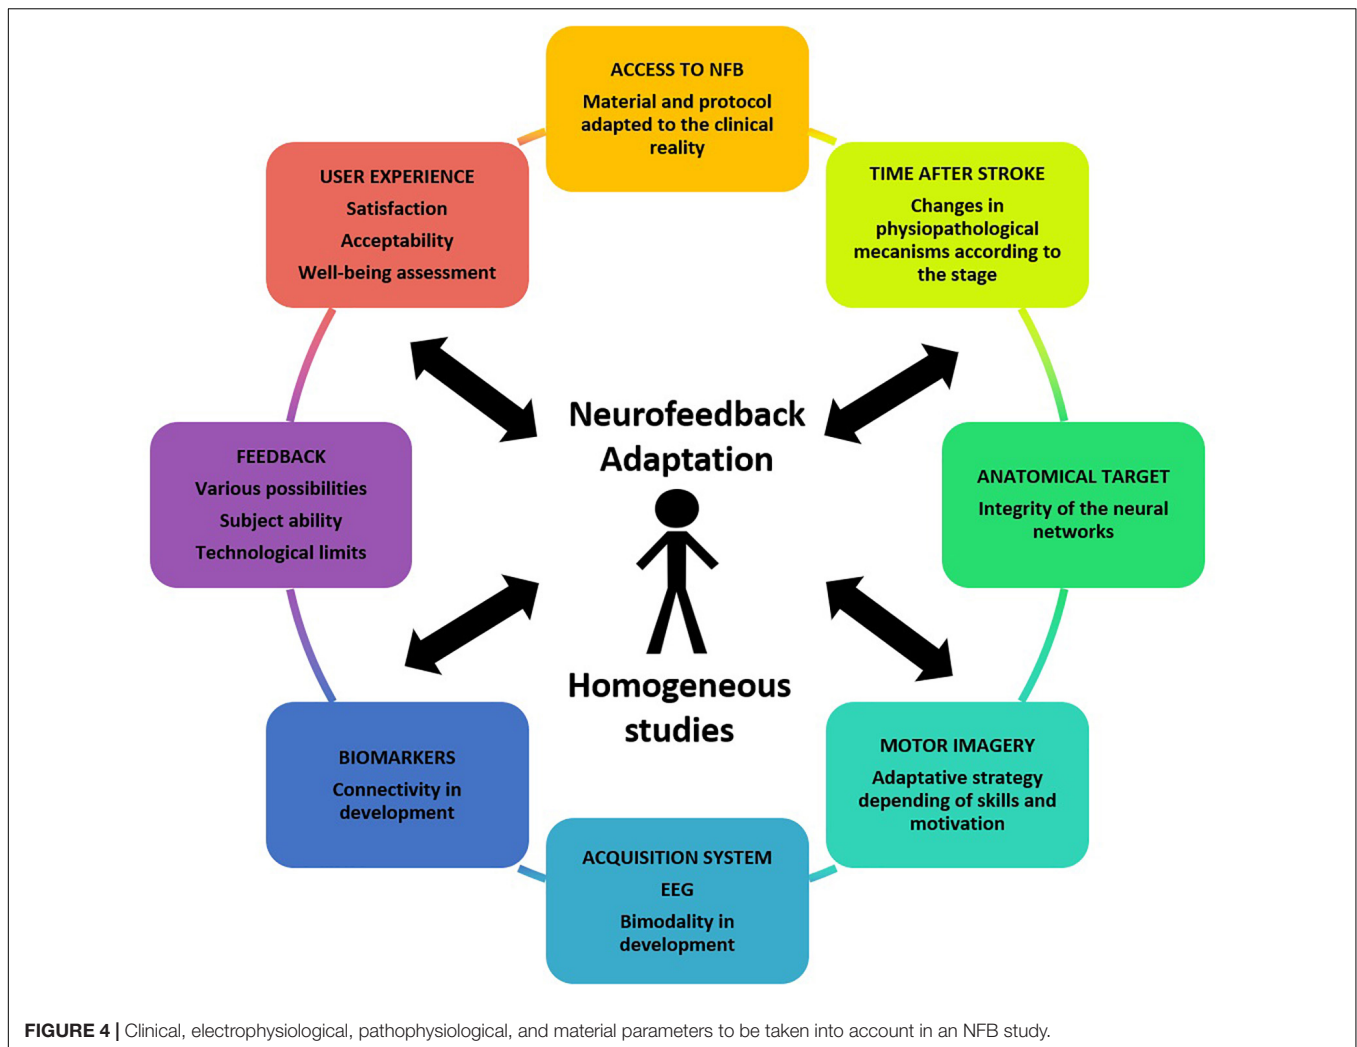 ACCESS TO NFB
Material and protocol
adapted to the clinical
reality
TIME AFTER STROKE
Changes in
physiopathological
mecanisms according to
the stage
ANATOMICAL TARGET
Integrity of the neural
networks
MOTOR IMAGERY
Adaptative strategy
depending of skills and
motivation
ACQUISITION SYSTEM
EEG
Bimodality in
development
BIOMARKERS
Connectivity in
development
FEEDBACK
Various possibilities
Subject ability
Technological limits
USER EXPERIENCE
Satisfaction
Acceptability
Well-being assessment
Neurofeedback
Adaptation
Homogeneous
studies
FIGURE 4 | Clinical, electrophysiological, pathophysiological, and material parameters to be taken into account in an NFB study.